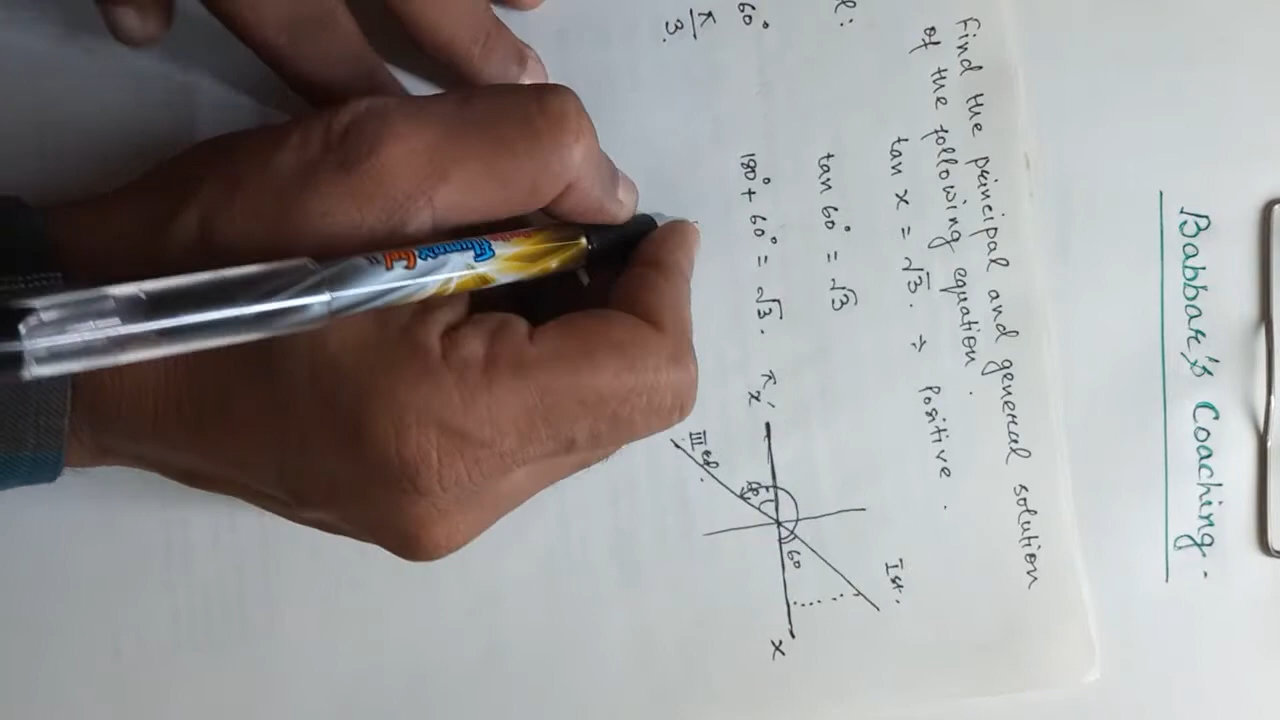 Babbar's Coaching.
Find the principal and general solution
of the following equation.
tan x = √3. ⇒ Positive.
l:
tan 60° = √3
60°
180° + 60° = √3.
π
x'
π
3.
Ist.
60
x
IIIrd.